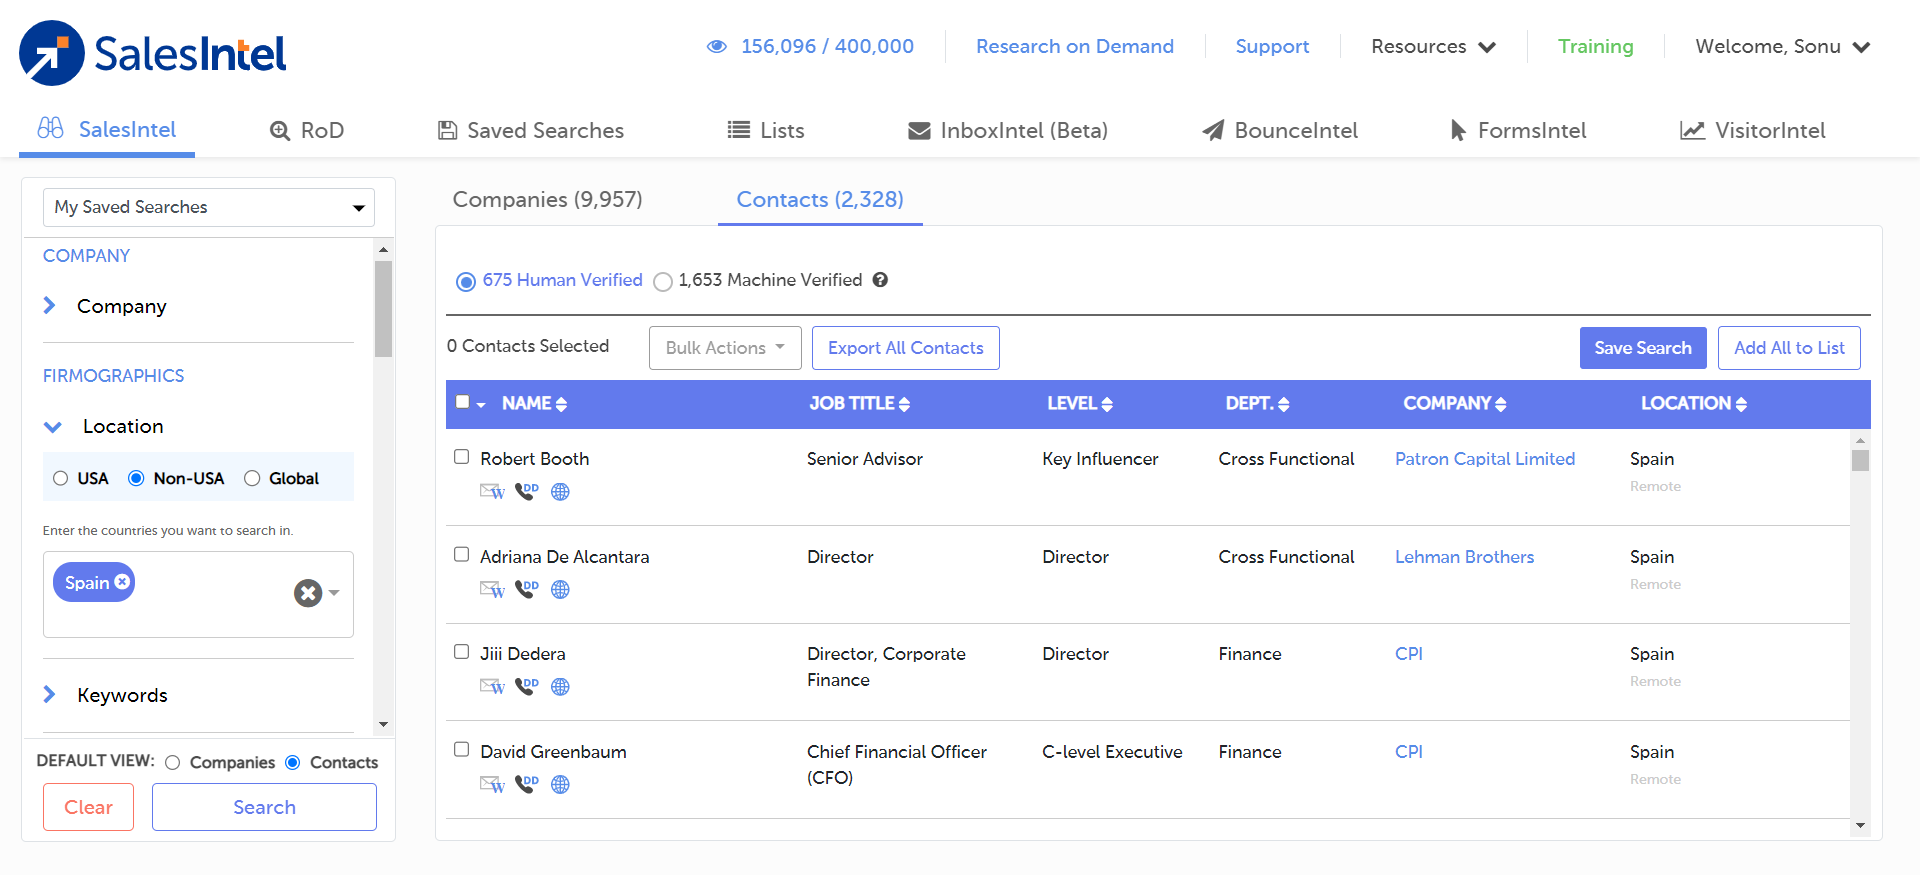 SalesIntel
156,096 / 400,000
Research on Demand
Support
Resources
Training
Welcome, Sonu
SalesIntel
RoD
Saved Searches
Lists
InboxIntel (Beta)
BounceIntel
FormsIntel
VisitorIntel
My Saved Searches
COMPANY
Company
FIRMOGRAPHICS
Location
USA Non-USA Global
Enter the countries you want to search in.
Spain
Keywords
DEFAULT VIEW: Companies Contacts
Clear Search
Companies (9,957) Contacts (2,328)
675 Human Verified 1,653 Machine Verified ?
0 Contacts Selected Bulk Actions Export All Contacts Save Search Add All to List
NAME JOB TITLE LEVEL DEPT. COMPANY LOCATION
Robert Booth Senior Advisor Key Influencer Cross Functional Patron Capital Limited Spain
W DD Remote
Adriana De Alcantara Director Director Cross Functional Lehman Brothers Spain
W DD Remote
Jiii Dedera Director, Corporate Director Finance CPI Spain
Finance
W DD Remote
David Greenbaum Chief Financial Officer C-level Executive Finance CPI Spain
(CFO)
W DD Remote